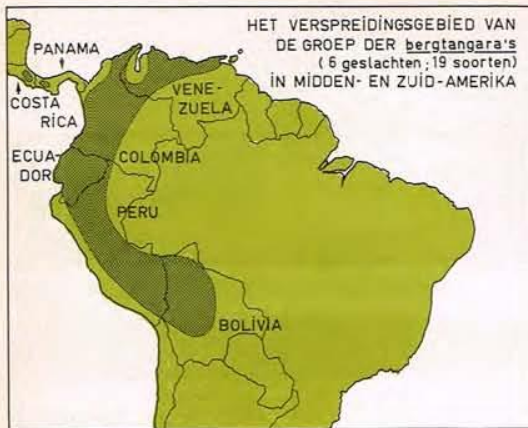 HET VERSPREIDINGSGEBIED VAN
DE GROEP DER bergtangara's
( 6 geslachten ; 19 soorten )
IN MIDDEN- EN ZUID-AMERIKA
PANAMA
COSTA
RICA
VENE-
ZUELA
ECUA-
DOR
COLOMBIA
PERU
BOLIVIA